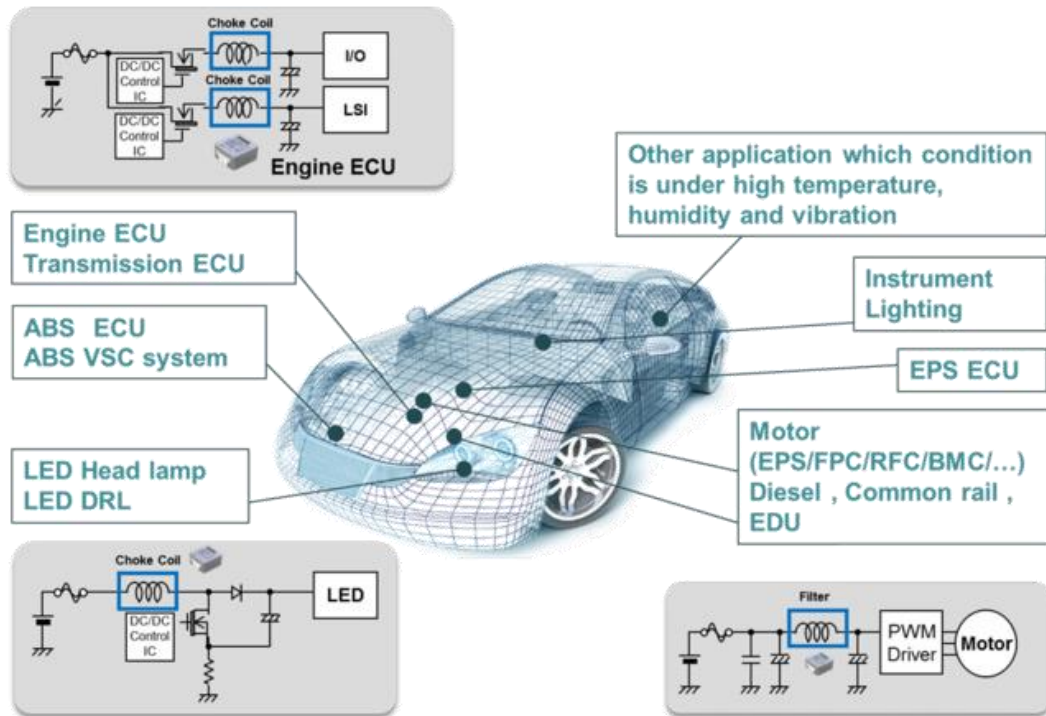 Choke Coil
I/O
DC/DC
Control
IC
Choke Coil
LSI
DC/DC
Control
IC
Engine ECU
Other application which condition
is under high temperature,
humidity and vibration
Engine ECU
Transmission ECU
Instrument
Lighting
ABS ECU
ABS VSC system
EPS ECU
Motor
(EPS/FPC/RFC/BMC/...)
Diesel , Common rail ,
EDU
LED Head lamp
LED DRL
Choke Coil
LED
DC/DC
Control
IC
Filter
PWM
Driver
Motor